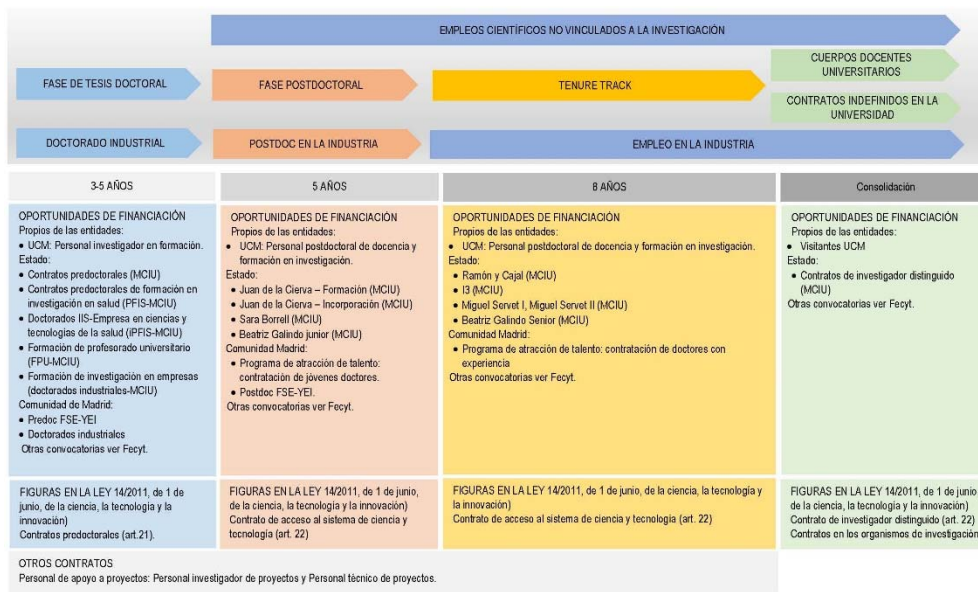 EMPLEOS CIENTÍFICOS NO VINCULADOS A LA INVESTIGACIÓN
FASE DE TESIS DOCTORAL
FASE POSTDOCTORAL
TENURE TRACK
CUERPOS DOCENTES
UNIVERSITARIOS
CONTRATOS INDEFINIDOS EN LA
UNIVERSIDAD
DOCTORADO INDUSTRIAL
POSTDOC EN LA INDUSTRIA
EMPLEO EN LA INDUSTRIA
3-5 AÑOS
5 AÑOS
8 AÑOS
Consolidación
OPORTUNIDADES DE FINANCIACIÓN
Propios de las entidades:
• UCM: Personal investigador en formación.
Estado:
• Contratos predoctorales (MCIU)
• Contratos predoctorales de formación en
investigación en salud (PFIS-MCIU)
• Doctorados IIS-Empresa en ciencias y
tecnologías de la salud (iPFIS-MCIU)
• Formación de profesorado universitario
(FPU-MCIU)
• Formación de investigación en empresas
(doctorados industriales-MCIU)
Comunidad de Madrid:
• Predoc FSE-YEI
• Doctorados industriales
Otras convocatorias ver Fecyt.
OPORTUNIDADES DE FINANCIACIÓN
Propios de las entidades:
• UCM: Personal postdoctoral de docencia y
formación en investigación.
Estado:
• Juan de la Cierva – Formación (MCIU)
• Juan de la Cierva – Incorporación (MCIU)
• Sara Borrell (MCIU)
• Beatriz Galindo junior (MCIU)
Comunidad Madrid:
• Programa de atracción de talento:
contratación de jóvenes doctores.
• Postdoc FSE-YEI.
Otras convocatorias ver Fecyt.
OPORTUNIDADES DE FINANCIACIÓN
Propios de las entidades:
• UCM: Personal postdoctoral de docencia y formación en investigación.
Estado:
• Ramón y Cajal (MCIU)
• I3 (MCIU)
• Miguel Servet I, Miguel Servet II (MCIU)
• Beatriz Galindo Senior (MCIU)
Comunidad Madrid:
• Programa de atracción de talento: contratación de doctores con
experiencia
Otras convocatorias ver Fecyt.
OPORTUNIDADES DE FINANCIACIÓN
• Visitantes UCM
Estado:
• Contratos de investigador distinguido
(MCIU)
Otras convocatorias ver Fecyt.
FIGURAS EN LA LEY 14/2011, de 1 de
junio, de la ciencia, la tecnología y la
innovación)
Contratos predoctorales (art.21).
FIGURAS EN LA LEY 14/2011, de 1 de junio,
de la ciencia, la tecnología y la innovación)
Contrato de acceso al sistema de ciencia y
tecnología (art. 22)
FIGURAS EN LA LEY 14/2011, de 1 de junio, de la ciencia, la tecnología y
la innovación)
Contrato de acceso al sistema de ciencia y tecnología (art. 22)
FIGURAS EN LA LEY 14/2011, de 1 de junio,
de la ciencia, la tecnología y la innovación)
Contrato de investigador distinguido (art. 22)
Contratos en los organismos de investigación
OTROS CONTRATOS
Personal de apoyo a proyectos: Personal investigador de proyectos y Personal técnico de proyectos.